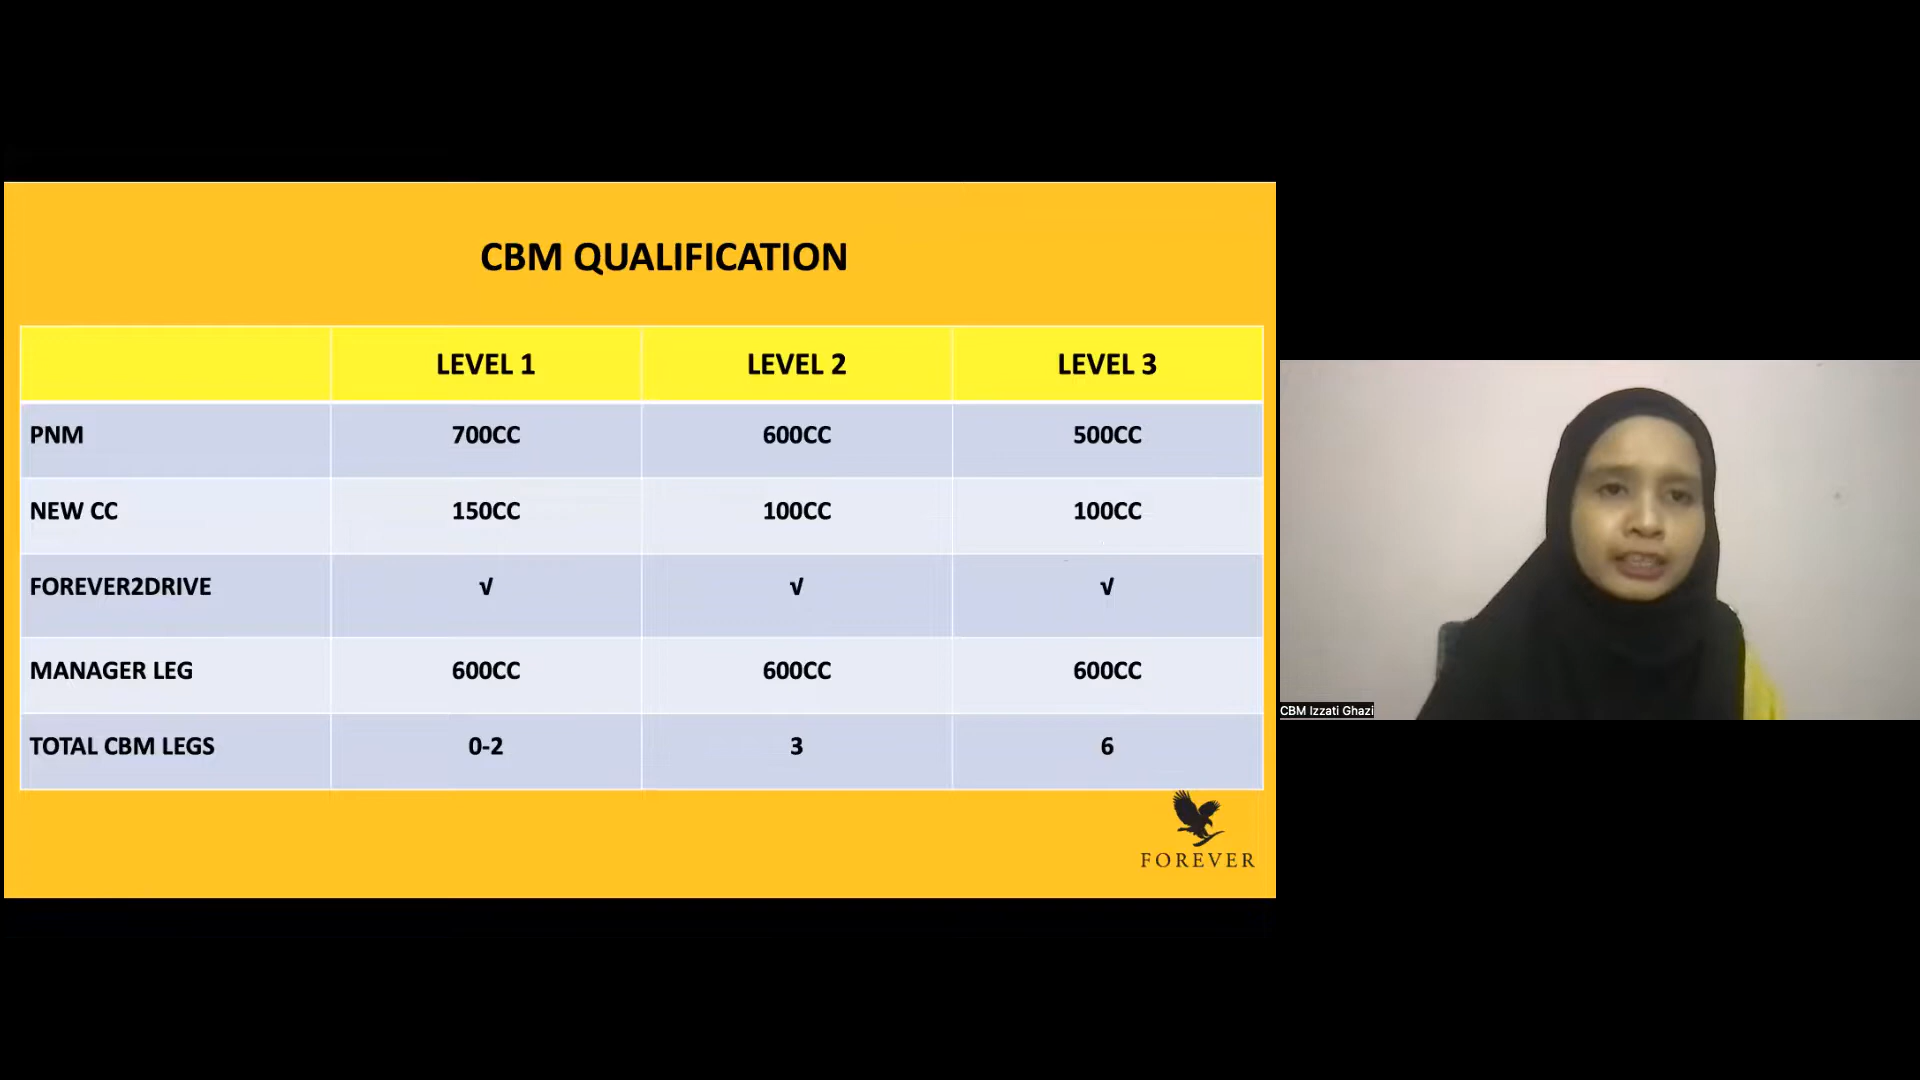 CBM QUALIFICATION
LEVEL 1 LEVEL 2 LEVEL 3
PNM 700CC 600CC 500CC
NEW CC 150CC 100CC 100CC
FOREVER2DRIVE √ √ √
MANAGER LEG 600CC 600CC 600CC
TOTAL CBM LEGS 0-2 3 6
FOREVER
CBM Izzati Ghazi